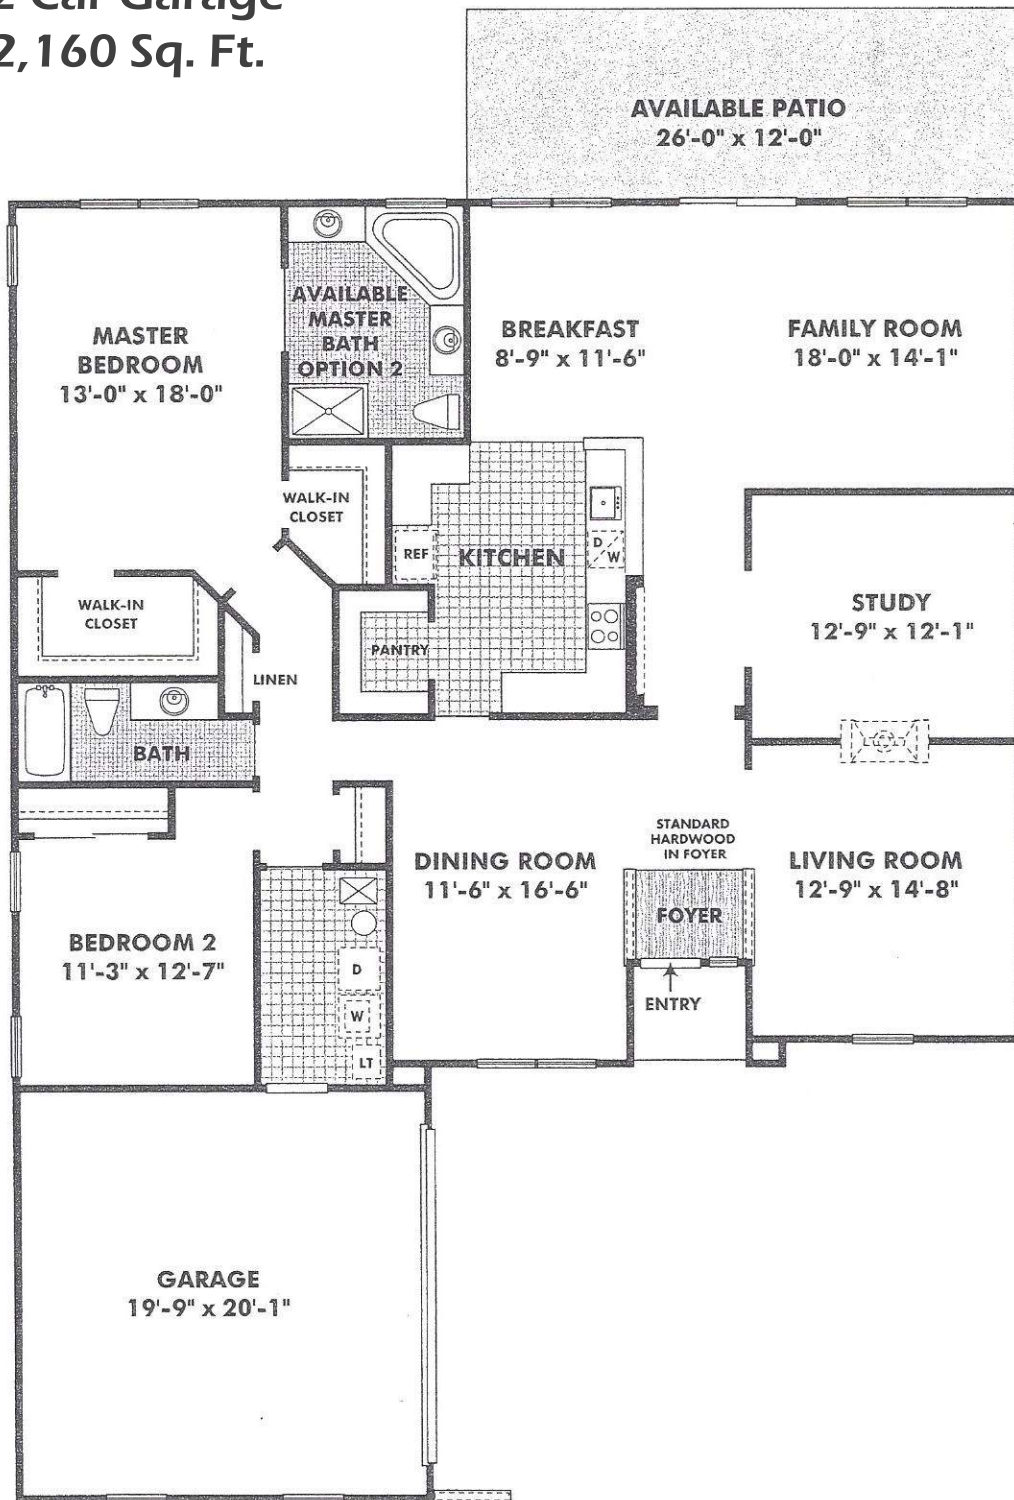 2 Car Garage
2,160 Sq. Ft.
AVAILABLE PATIO
26'-0" x 12'-0"
MASTER
BEDROOM
13'-0" x 18'-0"
AVAILABLE
MASTER
BATH
OPTION 2
BREAKFAST
8'-9" x 11'-6"
FAMILY ROOM
18'-0" x 14'-1"
WALK-IN
CLOSET
REF
KITCHEN
D
W
WALK-IN
CLOSET
PANTRY
STUDY
12'-9" x 12'-1"
LINEN
BATH
STANDARD
HARDWOOD
IN FOYER
DINING ROOM
11'-6" x 16'-6"
LIVING ROOM
12'-9" x 14'-8"
FOYER
BEDROOM 2
11'-3" x 12'-7"
D
W
LT
ENTRY
GARAGE
19'-9" x 20'-1"